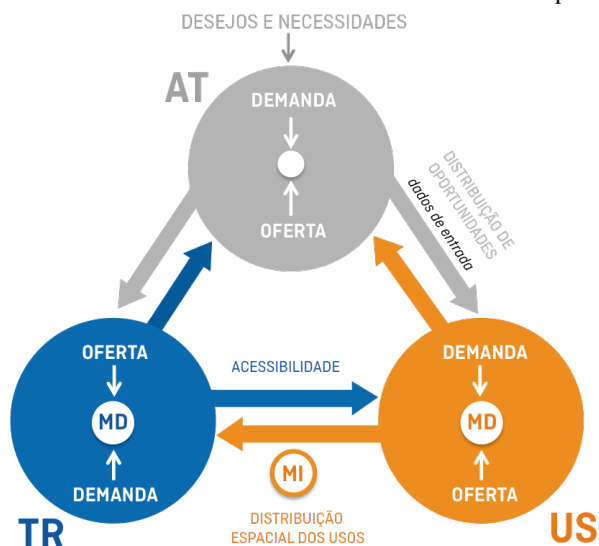 DESEJOS E NECESSIDADES
AT
DEMANDA
OFERTA
DISTRIBUIÇÃO DE
OPORTUNIDADES
dados de entrada
OFERTA
MD
DEMANDA
TR
ACESSIBILIDADE
MI
DISTRIBUIÇÃO
ESPACIAL DOS USOS
DEMANDA
MD
OFERTA
US